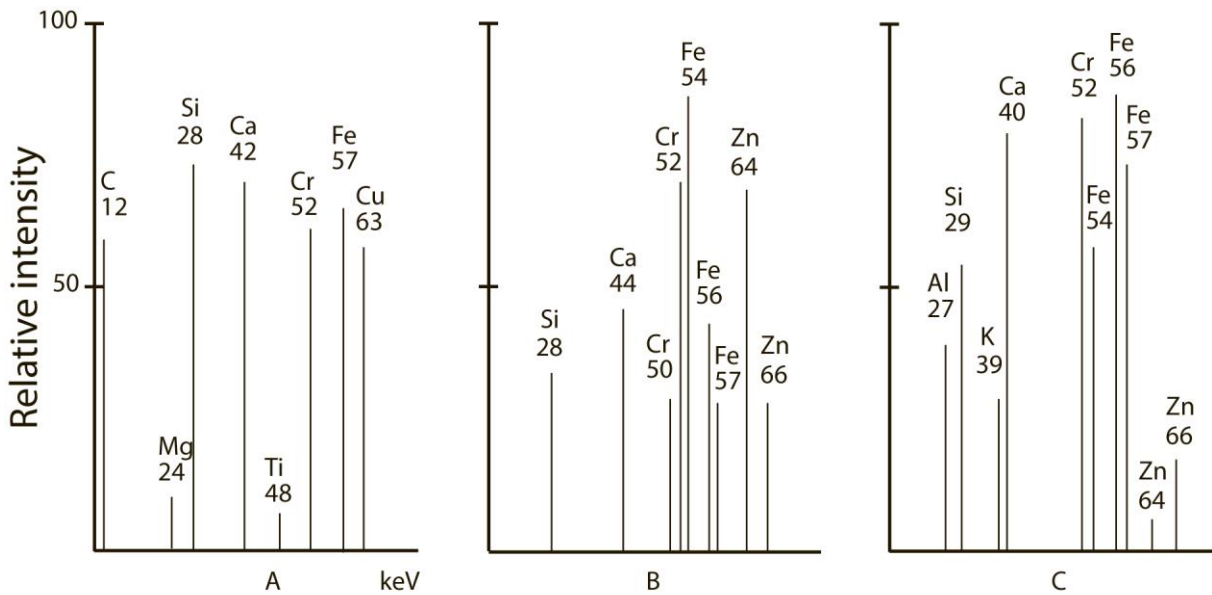 Relative intensity
100
50
C
12
Mg
24
Si
28
Ca
42
Ti
48
Cr
52
Fe
57
Cu
63
A
keV
Si
28
Ca
44
Cr
50
Cr
52
Fe
54
Fe
56
Fe
57
Zn
64
Zn
66
B
Al
27
Si
29
K
39
Ca
40
Cr
52
Fe
54
Fe
56
Fe
57
Zn
64
Zn
66
C